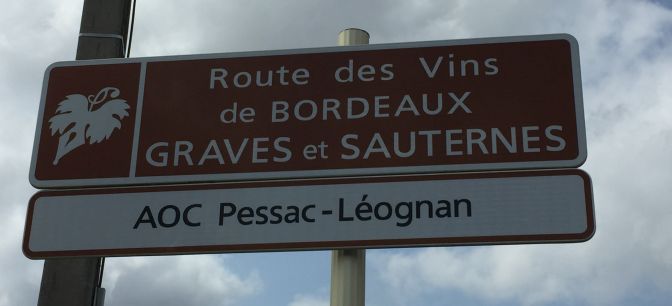 Route des Vins
de BORDEAUX
GRAVES et SAUTERNES
AOC Pessac-Léognan